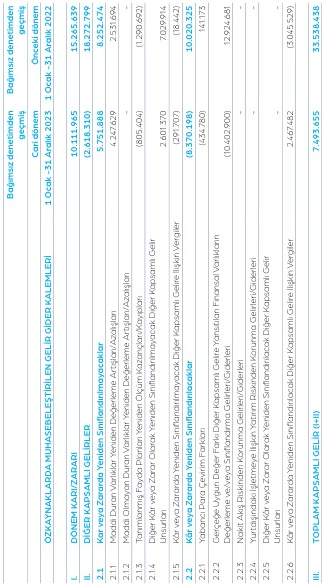 Bağımsız denetimden Bağımsız denetimden
geçmiş geçmiş
Cari dönem Önceki dönem
ÖZKAYNAKLARDA MUHASEBELEŞTİRİLEN GELİR GİDER KALEMLERİ 1 Ocak -31 Aralık 2023 1 Ocak -31 Aralık 2022
I. DÖNEM KARI/ZARARI 10.111.965 15.265.639
II. DİĞER KAPSAMLI GELİRLER (2.618.310) 18.272.799
2.1 Kâr veya Zararda Yeniden Sınıflandırılmayacaklar 5.751.888 8.252.474
2.1.1 Maddi Duran Varlıklar Yeniden Değerleme Artışları/Azalışları 4.247.629 2.531.694
2.1.2 Maddi Olmayan Duran Varlıklar Yeniden Değerleme Artışları/Azalışları - -
2.1.3 Tanımlanmış Fayda Planları Yeniden Ölçüm Kazançları/Kayıpları (805.404) (1.290.692)
2.1.4 Diğer Kâr veya Zarar Olarak Yeniden Sınıflandırılmayacak Diğer Kapsamlı Gelir
Unsurları 2.601.370 7.029.914
2.1.5 Kâr veya Zararda Yeniden Sınıflandırılmayacak Diğer Kapsamlı Gelire İlişkin Vergiler (291.707) (18.442)
2.2 Kâr veya Zararda Yeniden Sınıflandırılacaklar (8.370.198) 10.020.325
2.2.1 Yabancı Para Çevirim Farkları (434.780) 141.173
2.2.2 Gerçeğe Uygun Değer Farkı Diğer Kapsamlı Gelire Yansıtılan Finansal Varlıkların
Değerleme ve/veya Sınıflandırma Gelirleri/Giderleri (10.402.900) 12.924.681
2.2.3 Nakit Akış Riskinden Korunma Gelirleri/Giderleri - -
2.2.4 Yurtdışındaki İşletmeye İlişkin Yatırım Riskinden Korunma Gelirleri/Giderleri - -
2.2.5 Diğer Kâr veya Zarar Olarak Yeniden Sınıflandırılacak Diğer Kapsamlı Gelir
Unsurları - -
2.2.6 Kâr veya Zararda Yeniden Sınıflandırılacak Diğer Kapsamlı Gelire İlişkin Vergiler 2.467.482 (3.045.529)
III. TOPLAM KAPSAMLI GELİR (I+II) 7.493.655 33.538.438